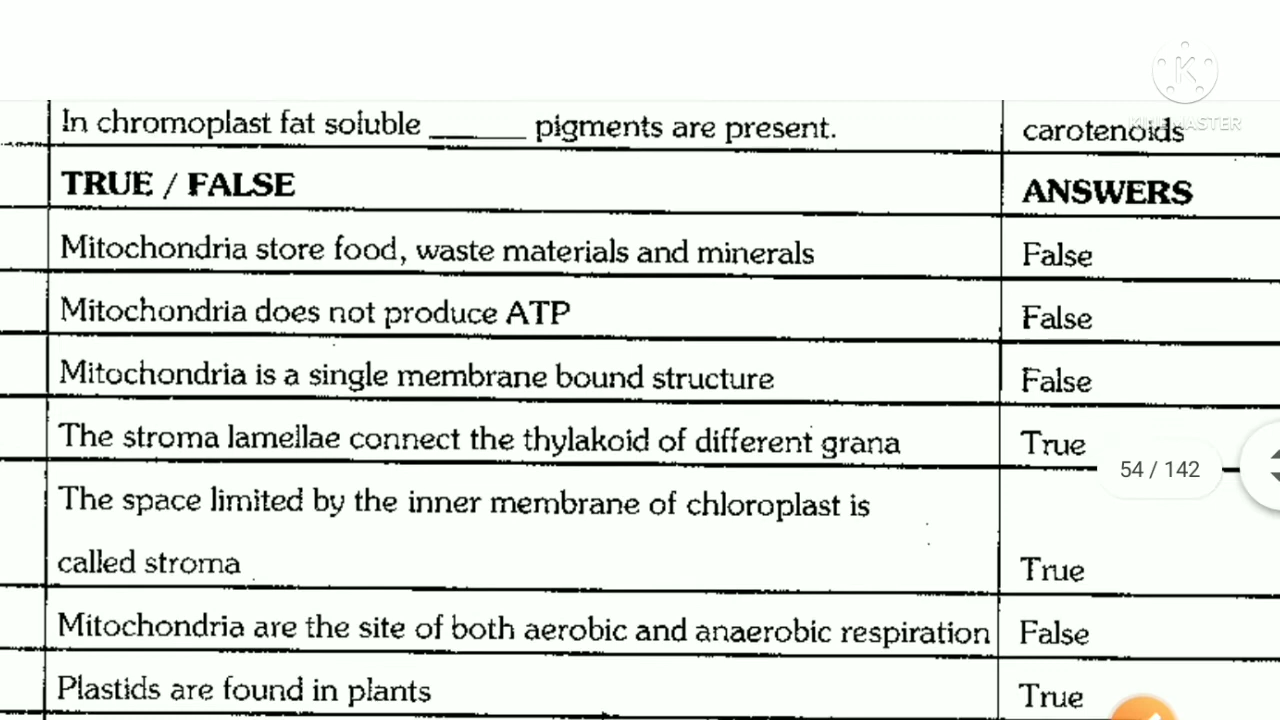 KINEMASTER
In chromoplast fat soluble ______ pigments are present. carotenoids
TRUE / FALSE ANSWERS
Mitochondria store food, waste materials and minerals False
Mitochondria does not produce ATP False
Mitochondria is a single membrane bound structure False
The stroma lamellae connect the thylakoid of different grana True
54 / 142
The space limited by the inner membrane of chloroplast is
called stroma True
Mitochondria are the site of both aerobic and anaerobic respiration False
Plastids are found in plants True